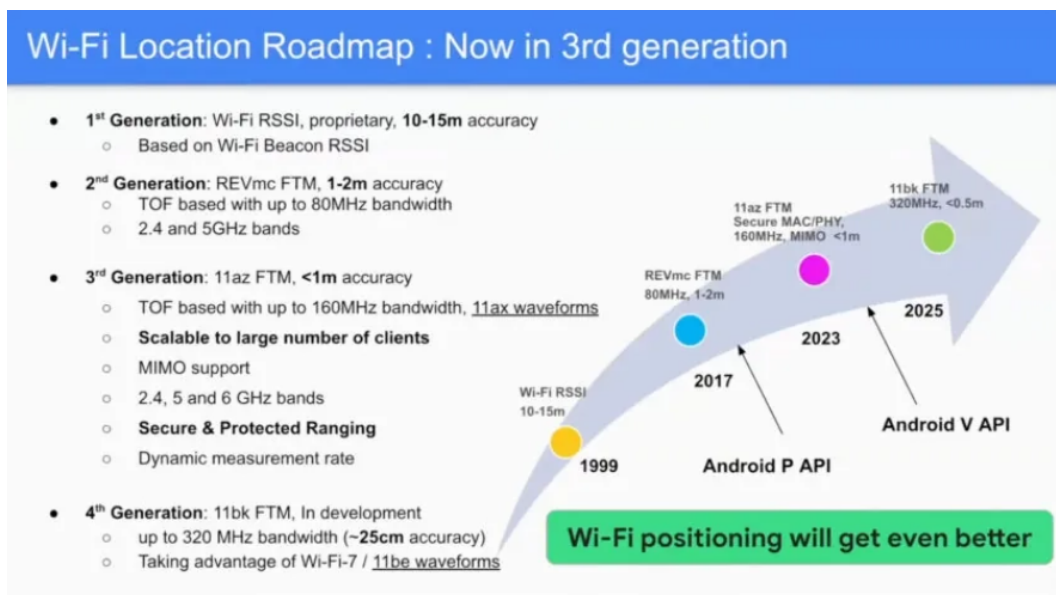 Wi-Fi Location Roadmap : Now in 3rd generation
● 1st Generation: Wi-Fi RSSI, proprietary, 10-15m accuracy
○ Based on Wi-Fi Beacon RSSI
● 2nd Generation: REVmc FTM, 1-2m accuracy
○ TOF based with up to 80MHz bandwidth
○ 2.4 and 5GHz bands
● 3rd Generation: 11az FTM, <1m accuracy
○ TOF based with up to 160MHz bandwidth, 11ax waveforms
○ Scalable to large number of clients
○ MIMO support
○ 2.4, 5 and 6 GHz bands
○ Secure & Protected Ranging
○ Dynamic measurement rate
● 4th Generation: 11bk FTM, In development
○ up to 320 MHz bandwidth (~25cm accuracy)
○ Taking advantage of Wi-Fi-7 / 11be waveforms
Wi-Fi RSSI
10-15m
1999
REVmc FTM
80MHz, 1-2m
2017
Android P API
11az FTM
Secure MAC/PHY,
160MHz, MIMO <1m
2023
Android V API
11bk FTM
320MHz, <0.5m
2025
Wi-Fi positioning will get even better